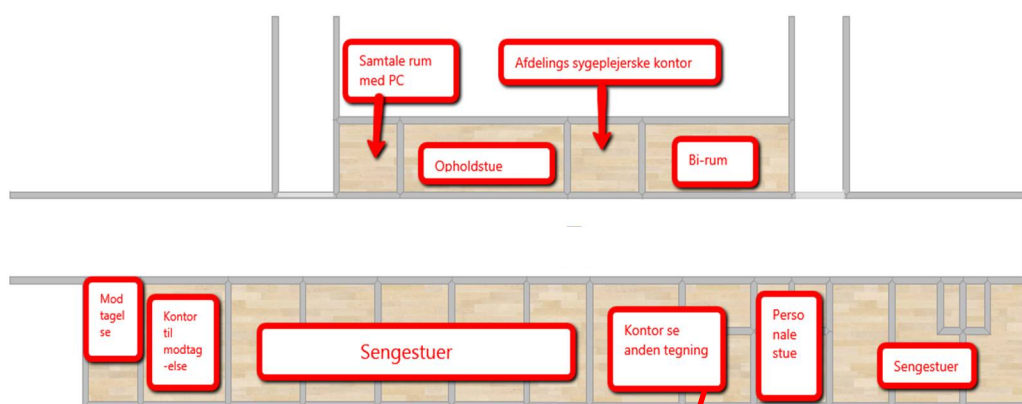 Samtale rum
med PC
Afdelings sygeplejerske kontor
Opholdstue
Bi-rum
Mod
tagel
se
Kontor
til
modtag
-else
Sengestuer
Kontor se
anden tegning
Perso
nale
stue
Sengestuer